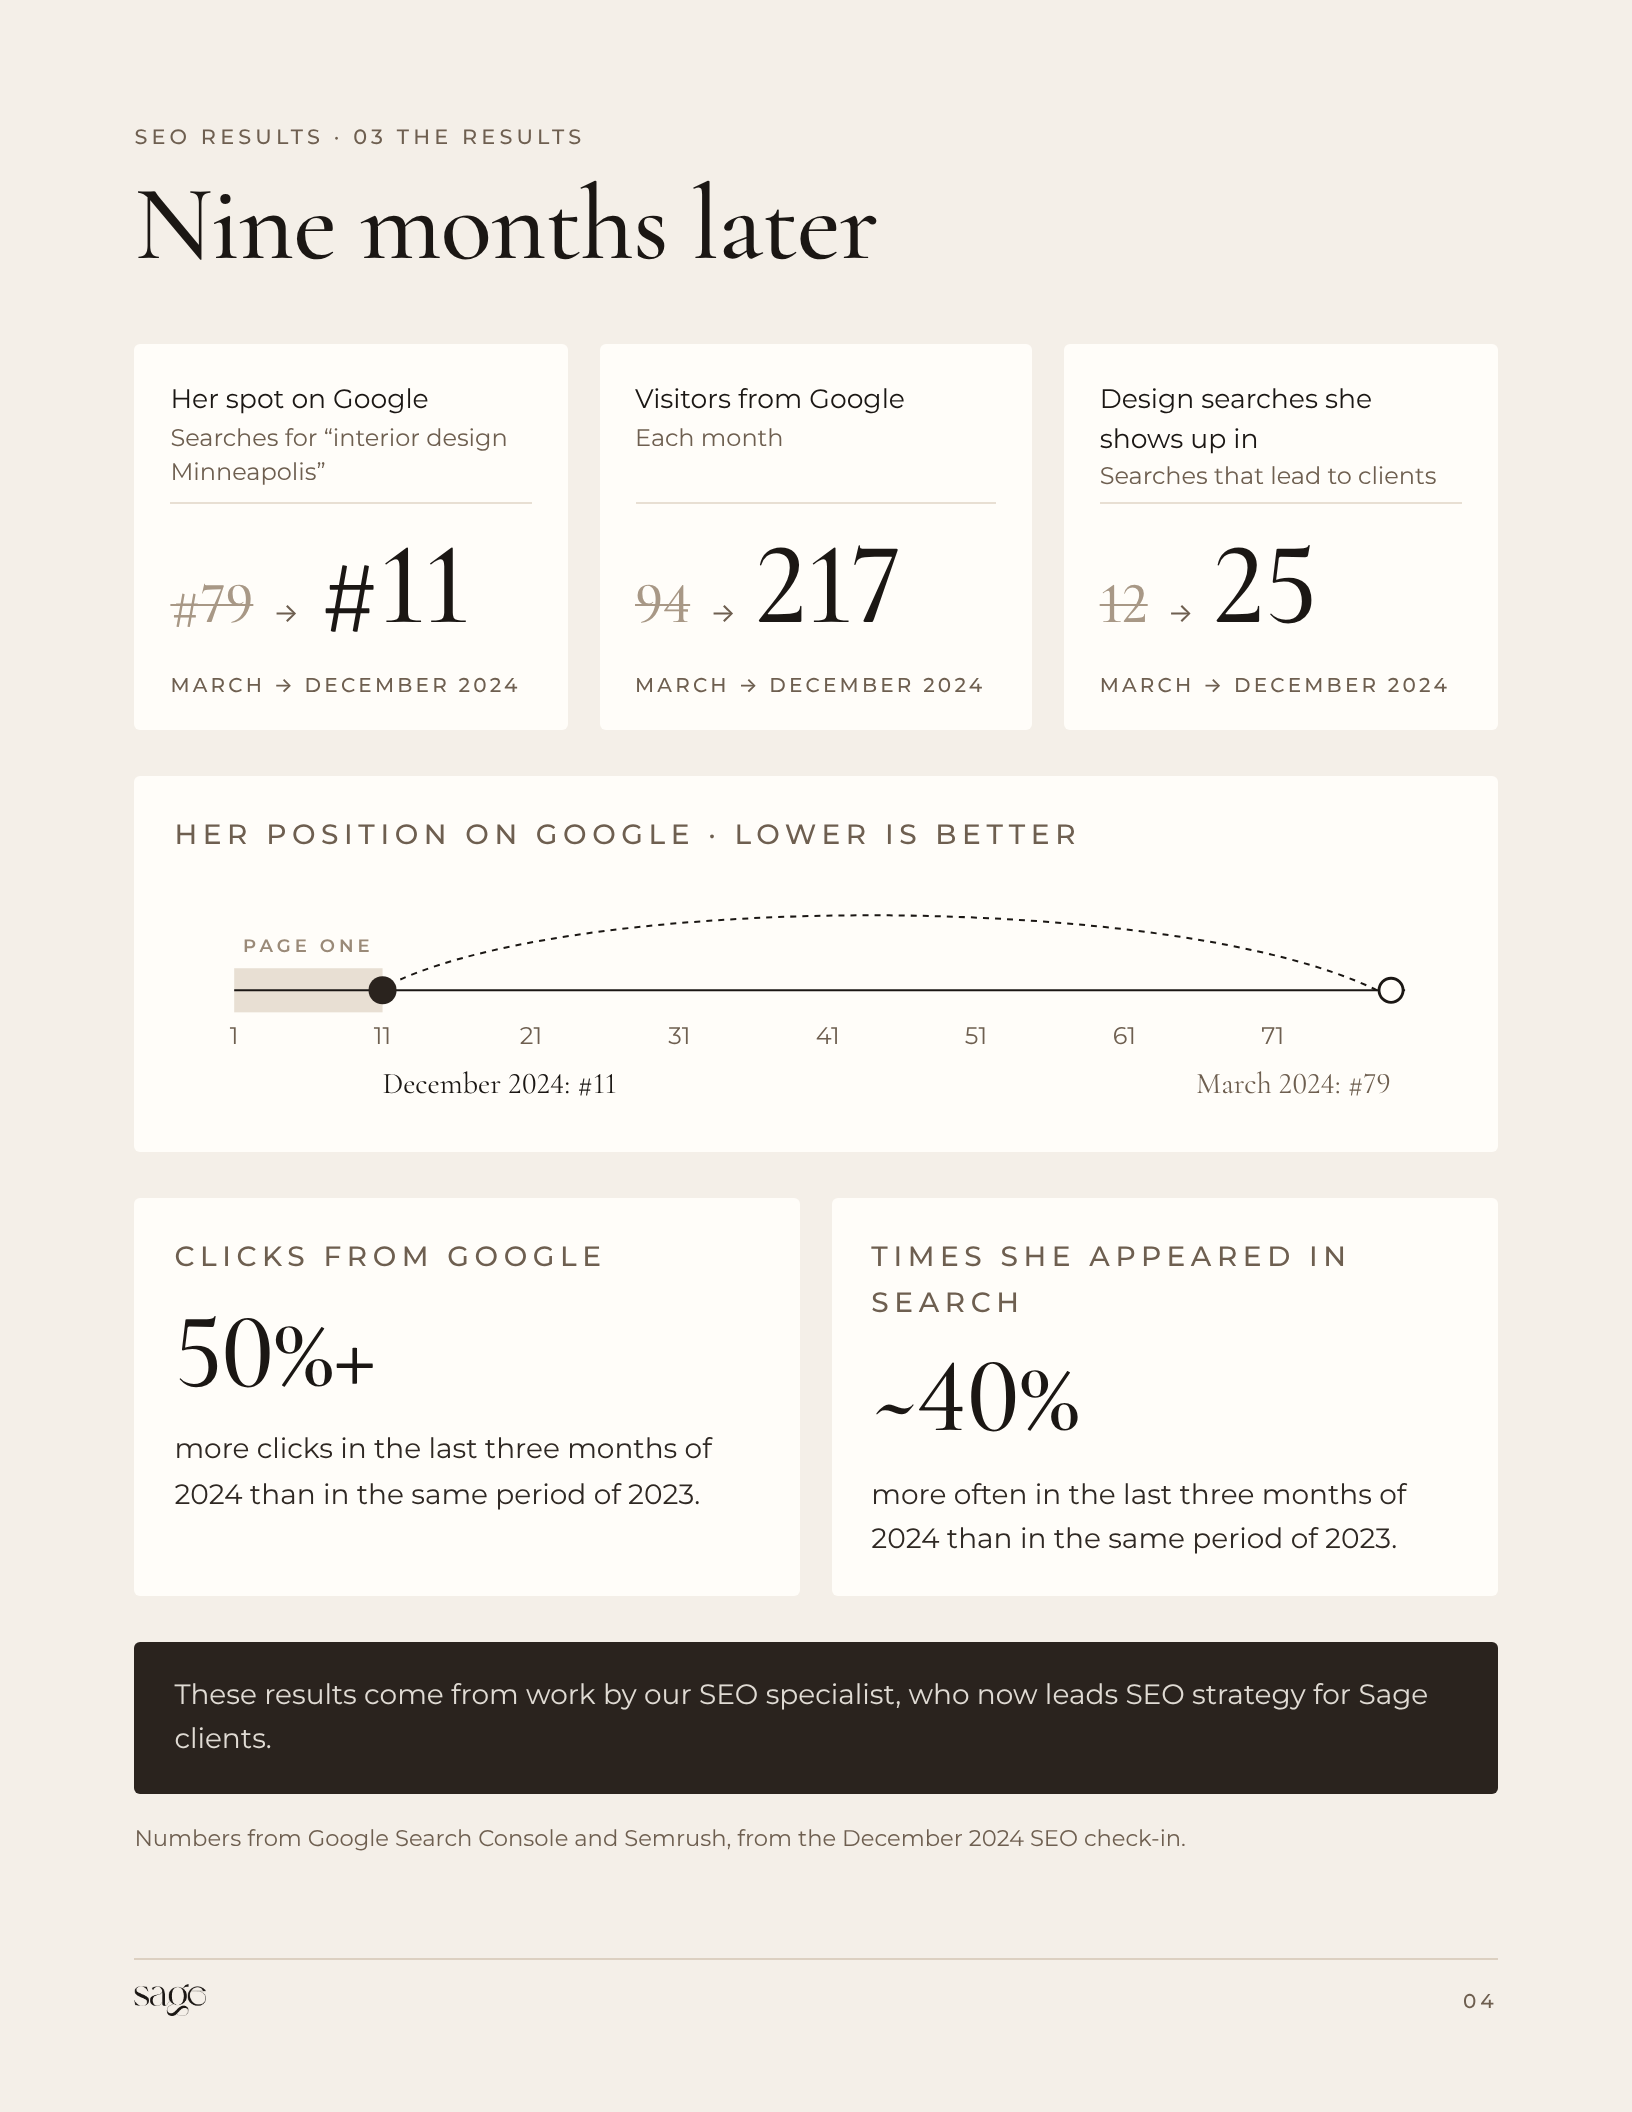 SEO RESULTS · 03 THE RESULTS
Nine months later
Her spot on Google
Searches for “interior design
Minneapolis”
#79 → #11
MARCH → DECEMBER 2024
Visitors from Google
Each month
94 → 217
MARCH → DECEMBER 2024
Design searches she
shows up in
Searches that lead to clients
12 → 25
MARCH → DECEMBER 2024
HER POSITION ON GOOGLE · LOWER IS BETTER
PAGE ONE
1 11 21 31 41 51 61 71
December 2024: #11
March 2024: #79
CLICKS FROM GOOGLE
50%+
more clicks in the last three months of
2024 than in the same period of 2023.
TIMES SHE APPEARED IN
SEARCH
~40%
more often in the last three months of
2024 than in the same period of 2023.
These results come from work by our SEO specialist, who now leads SEO strategy for Sage
clients.
Numbers from Google Search Console and Semrush, from the December 2024 SEO check-in.
sage
04